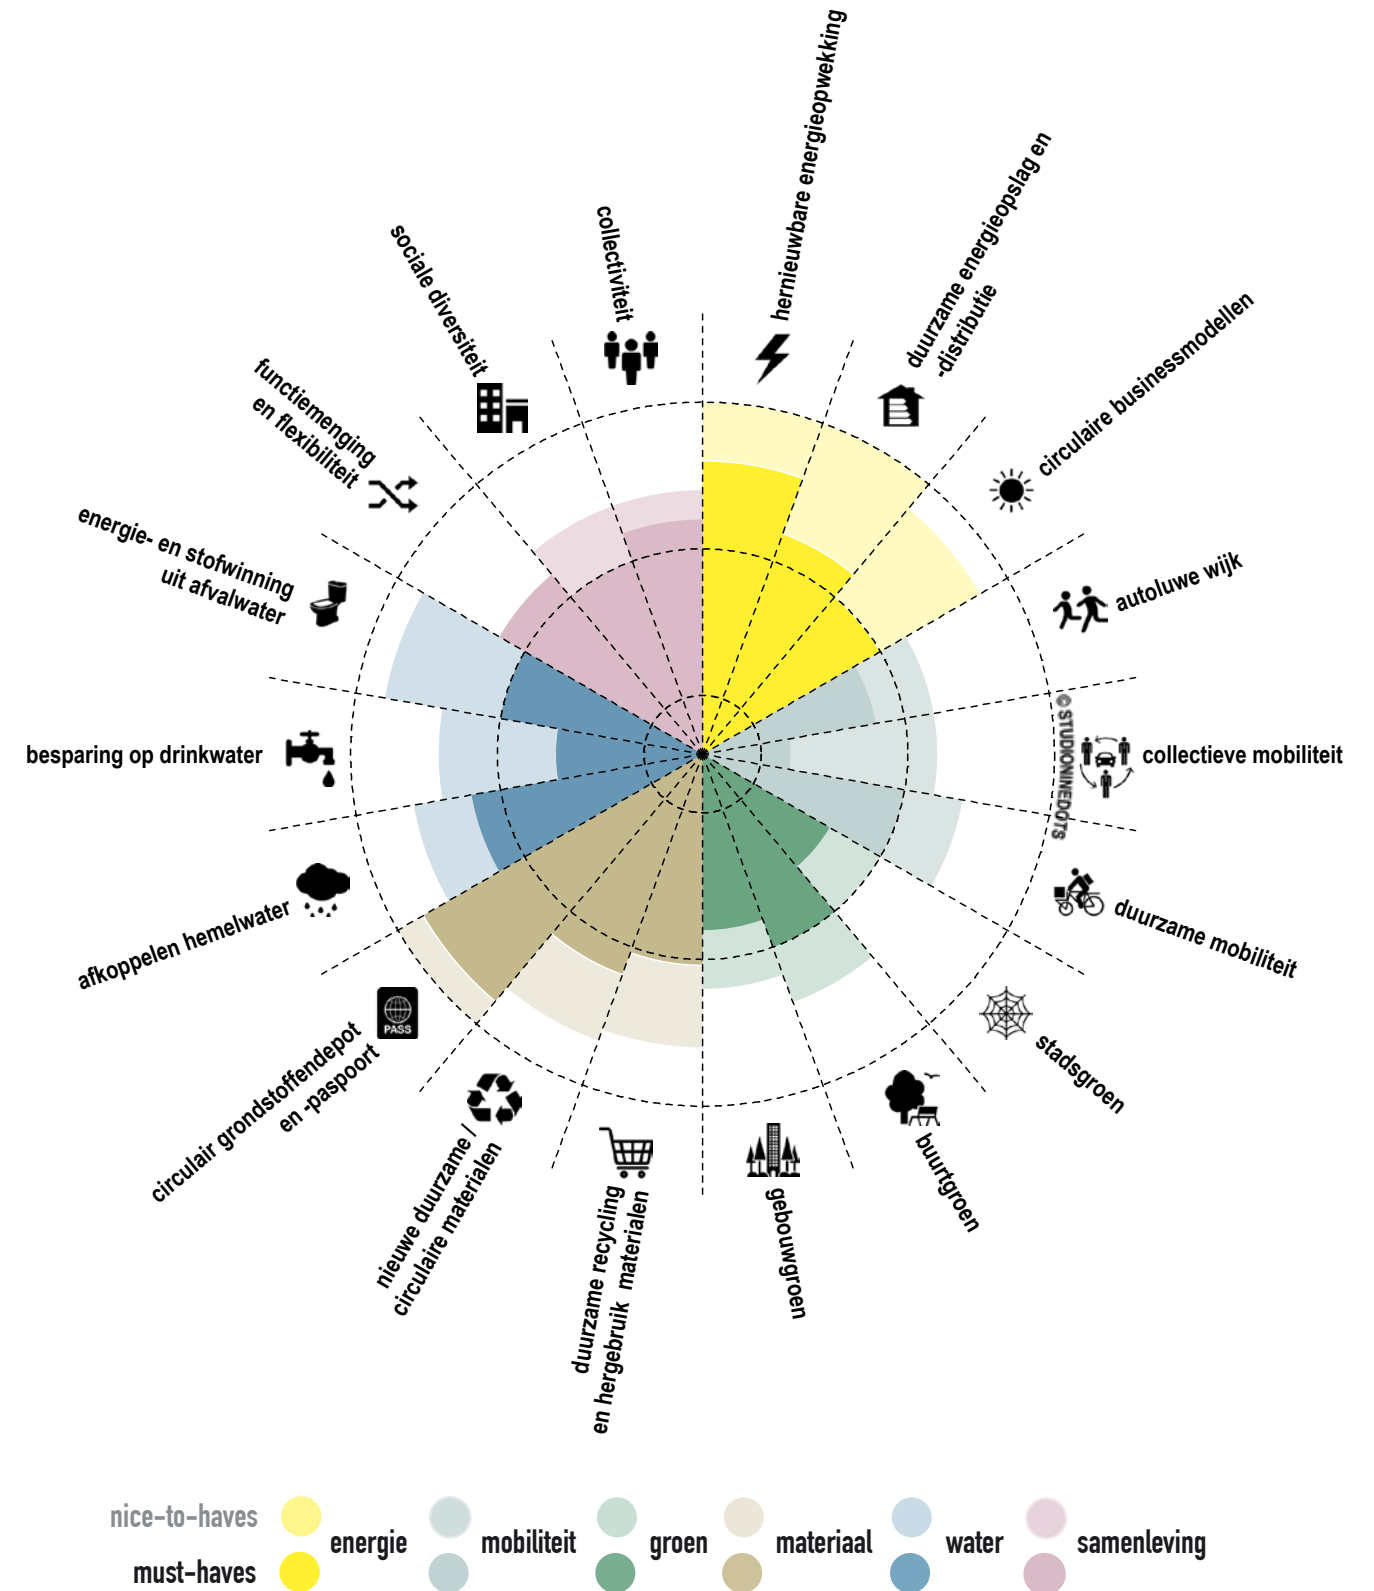 hernieuwbare energieopwekking
duurzame energieopslag en
-distributie
circulaire businessmodellen
autoluwe wijk
collectieve mobiliteit
© STUDIONINEDOTS
duurzame mobiliteit
stadsgroen
buurtgroen
gebouwgroen
duurzame recycling
en hergebruik materialen
nieuwe duurzame /
circulaire materialen
circulair grondstoffendepot
en -paspoort
PASS
afkoppelen hemelwater
besparing op drinkwater
energie- en stofwinning
uit afvalwater
functiemenging
en flexibiliteit
sociale diversiteit
collectiviteit
nice-to-haves
must-haves
energie
mobiliteit
groen
materiaal
water
samenleving